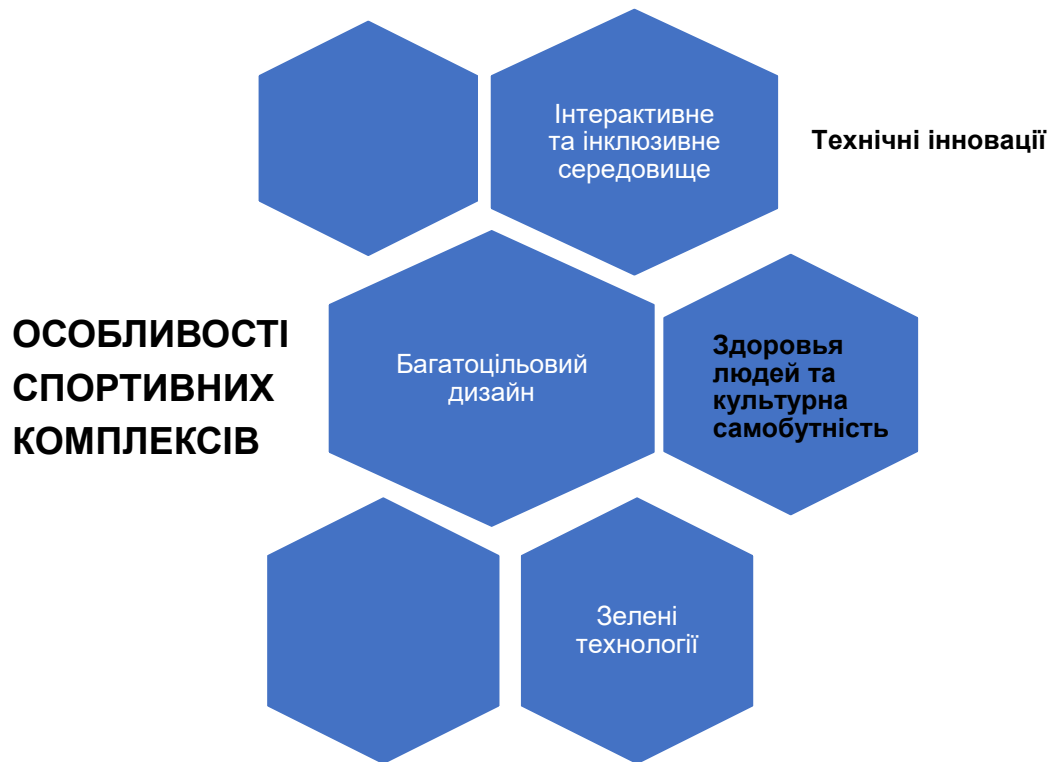 Інтерактивне
та інклюзивне
середовище
Технічні інновації
ОСОБЛИВОСТІ
СПОРТИВНИХ
КОМПЛЕКСІВ
Багатоцільовий
дизайн
Здоровья
людей та
культурна
самобутність
Зелені
технології